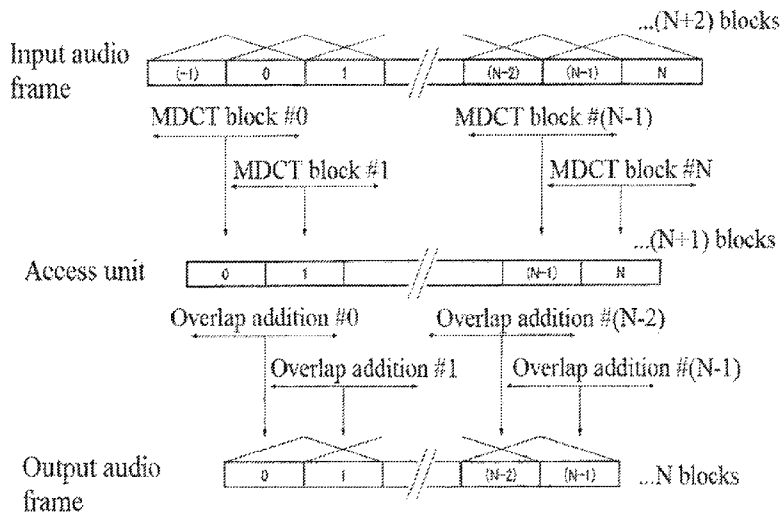 ...(N+2) blocks
Input audio
frame
(-1) 0 1 (N-2) (N-1) N
MDCT block #0 MDCT block #(N-1)
MDCT block #1 MDCT block #N
...(N+1) blocks
Access unit
0 1 (N-1) N
Overlap addition #0 Overlap addition #(N-2)
Overlap addition #1 Overlap addition #(N-1)
Output audio
frame
0 1 (N-2) (N-1)
...N blocks